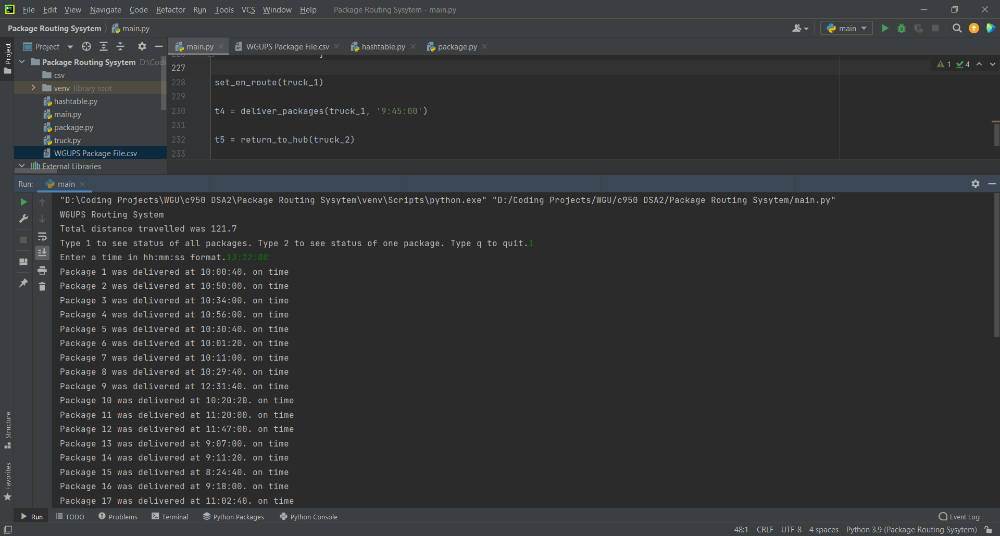 PC File Edit View Navigate Code Refactor Run Tools VCS Window Help Package Routing Sysytem - main.py
Package Routing Sysytem main.py main
Project
Project main.py WGUPS Package File.csv hashtable.py package.py
Package Routing Sysytem D:\Codi
csv
venv library root
hashtable.py
main.py
package.py
truck.py
WGUPS Package File.csv
External Libraries
]
1 4
227
228 set_en_route(truck_1)
229
230 t4 = deliver_packages(truck_1, '9:45:00')
231
232 t5 = return_to_hub(truck_2)
233
Run: main
"D:\Coding Projects\WGU\c950 DSA2\Package Routing Sysytem\venv\Scripts\python.exe" "D:/Coding Projects/WGU/c950 DSA2/Package Routing Sysytem/main.py"
WGUPS Routing System
Total distance travelled was 121.7
Type 1 to see status of all packages. Type 2 to see status of one package. Type q to quit.1
Enter a time in hh:mm:ss format.13:12:00
Package 1 was delivered at 10:00:40. on time
Package 2 was delivered at 10:50:00. on time
Package 3 was delivered at 10:34:00. on time
Package 4 was delivered at 10:56:00. on time
Package 5 was delivered at 10:30:40. on time
Package 6 was delivered at 10:01:20. on time
Package 7 was delivered at 10:11:00. on time
Package 8 was delivered at 10:29:40. on time
Package 9 was delivered at 12:31:40. on time
Package 10 was delivered at 10:20:20. on time
Package 11 was delivered at 11:20:00. on time
Package 12 was delivered at 11:47:00. on time
Package 13 was delivered at 9:07:00. on time
Package 14 was delivered at 9:11:20. on time
Package 15 was delivered at 8:24:40. on time
Package 16 was delivered at 9:18:00. on time
Package 17 was delivered at 11:02:40. on time
Structure
Favorites
Run TODO Problems Terminal Python Packages Python Console Event Log
48:1 CRLF UTF-8 4 spaces Python 3.9 (Package Routing Sysytem)